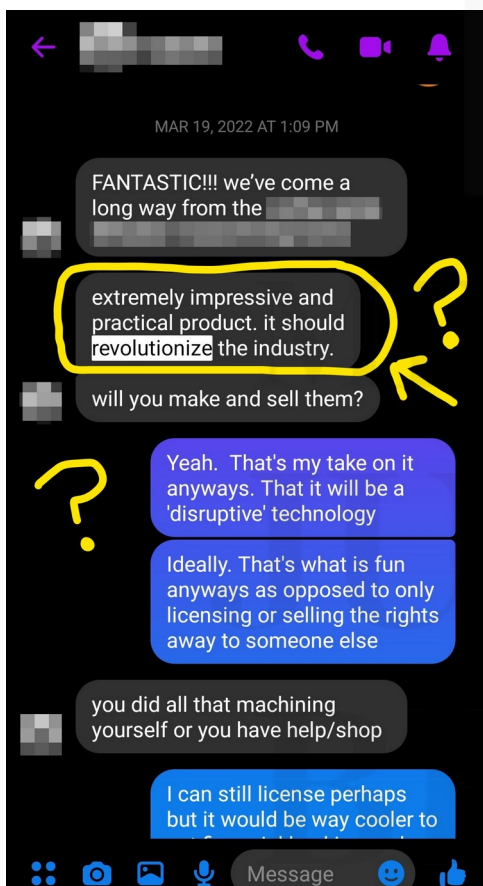 MAR 19, 2022 AT 1:09 PM
FANTASTIC!!! we've come a
long way from the
extremely impressive and
practical product. it should
revolutionize the industry.
?
will you make and sell them?
?
Yeah.  That's my take on it
anyways. That it will be a
'disruptive' technology
Ideally. That's what is fun
anyways as opposed to only
licensing or selling the rights
away to someone else
you did all that machining
yourself or you have help/shop
I can still license perhaps
but it would be way cooler to
Message